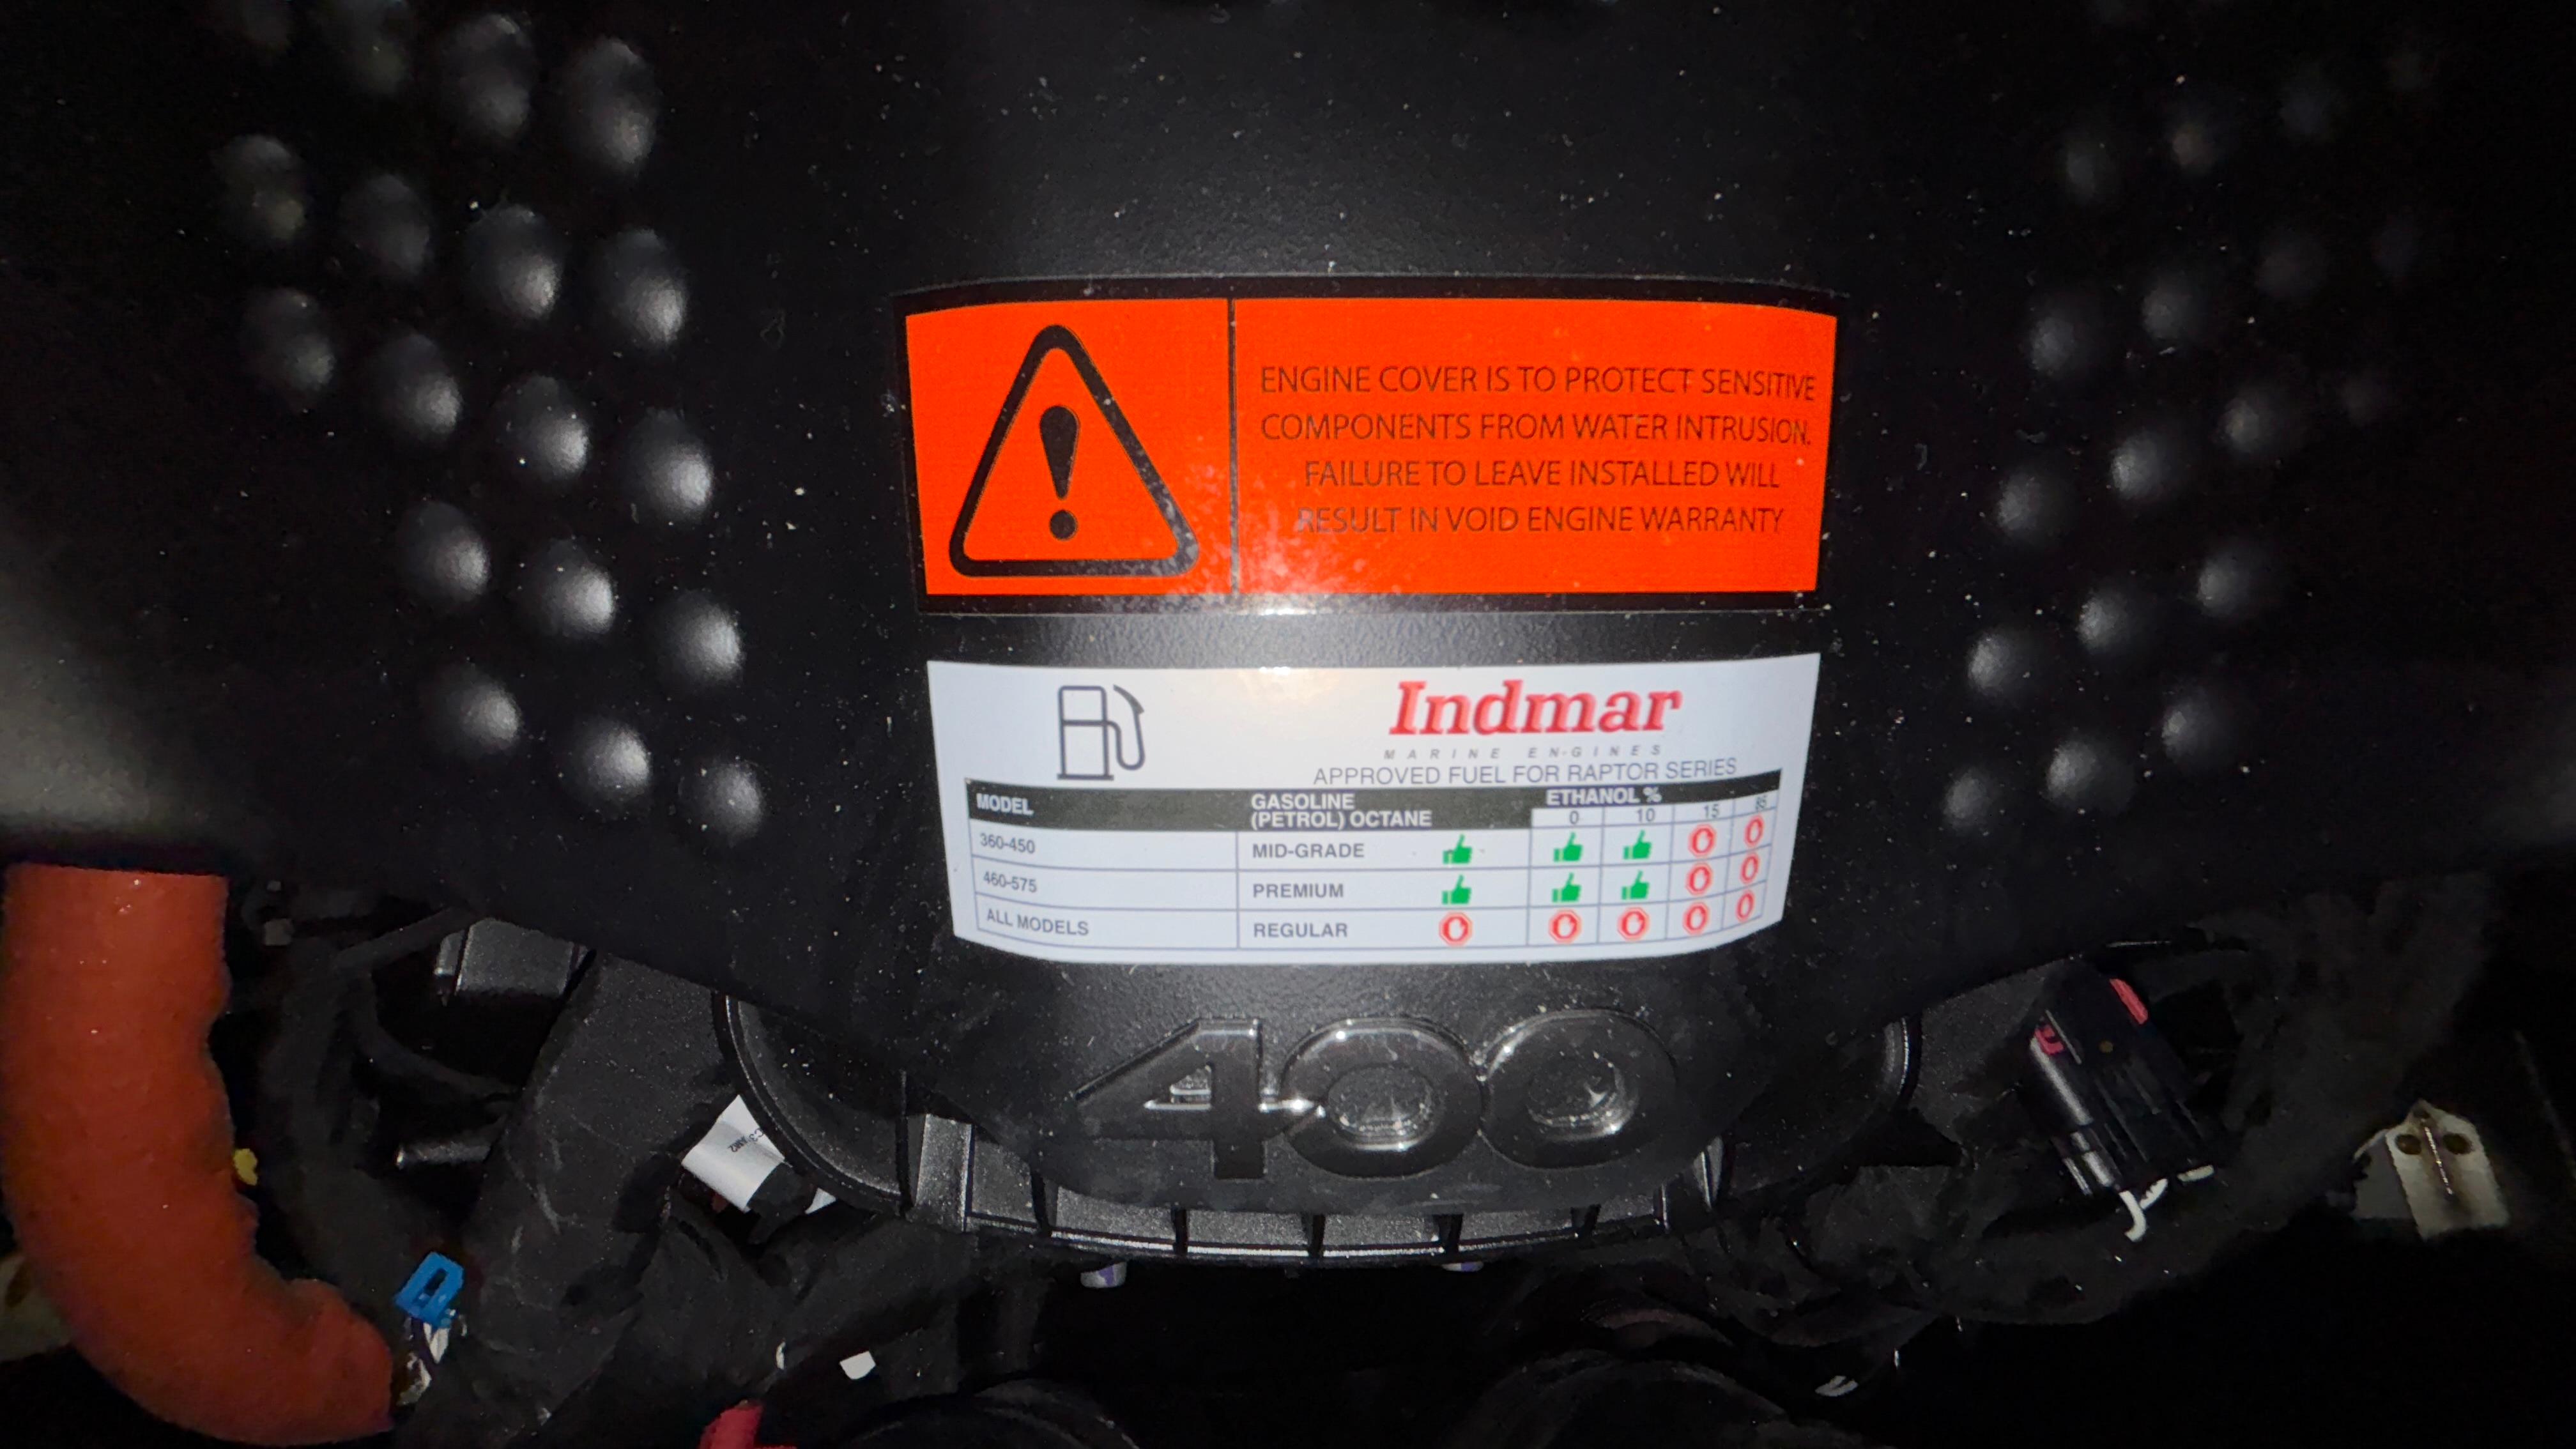 ENGINE COVER IS TO PROTECT SENSITIVE
COMPONENTS FROM WATER INTRUSION.
FAILURE TO LEAVE INSTALLED WILL
RESULT IN VOID ENGINE WARRANTY
Indmar
MARINE ENGINES
APPROVED FUEL FOR RAPTOR SERIES
MODEL GASOLINE (PETROL) OCTANE ETHANOL %
0 10 15 85
360-450 MID-GRADE
460-575 PREMIUM
ALL MODELS REGULAR
400